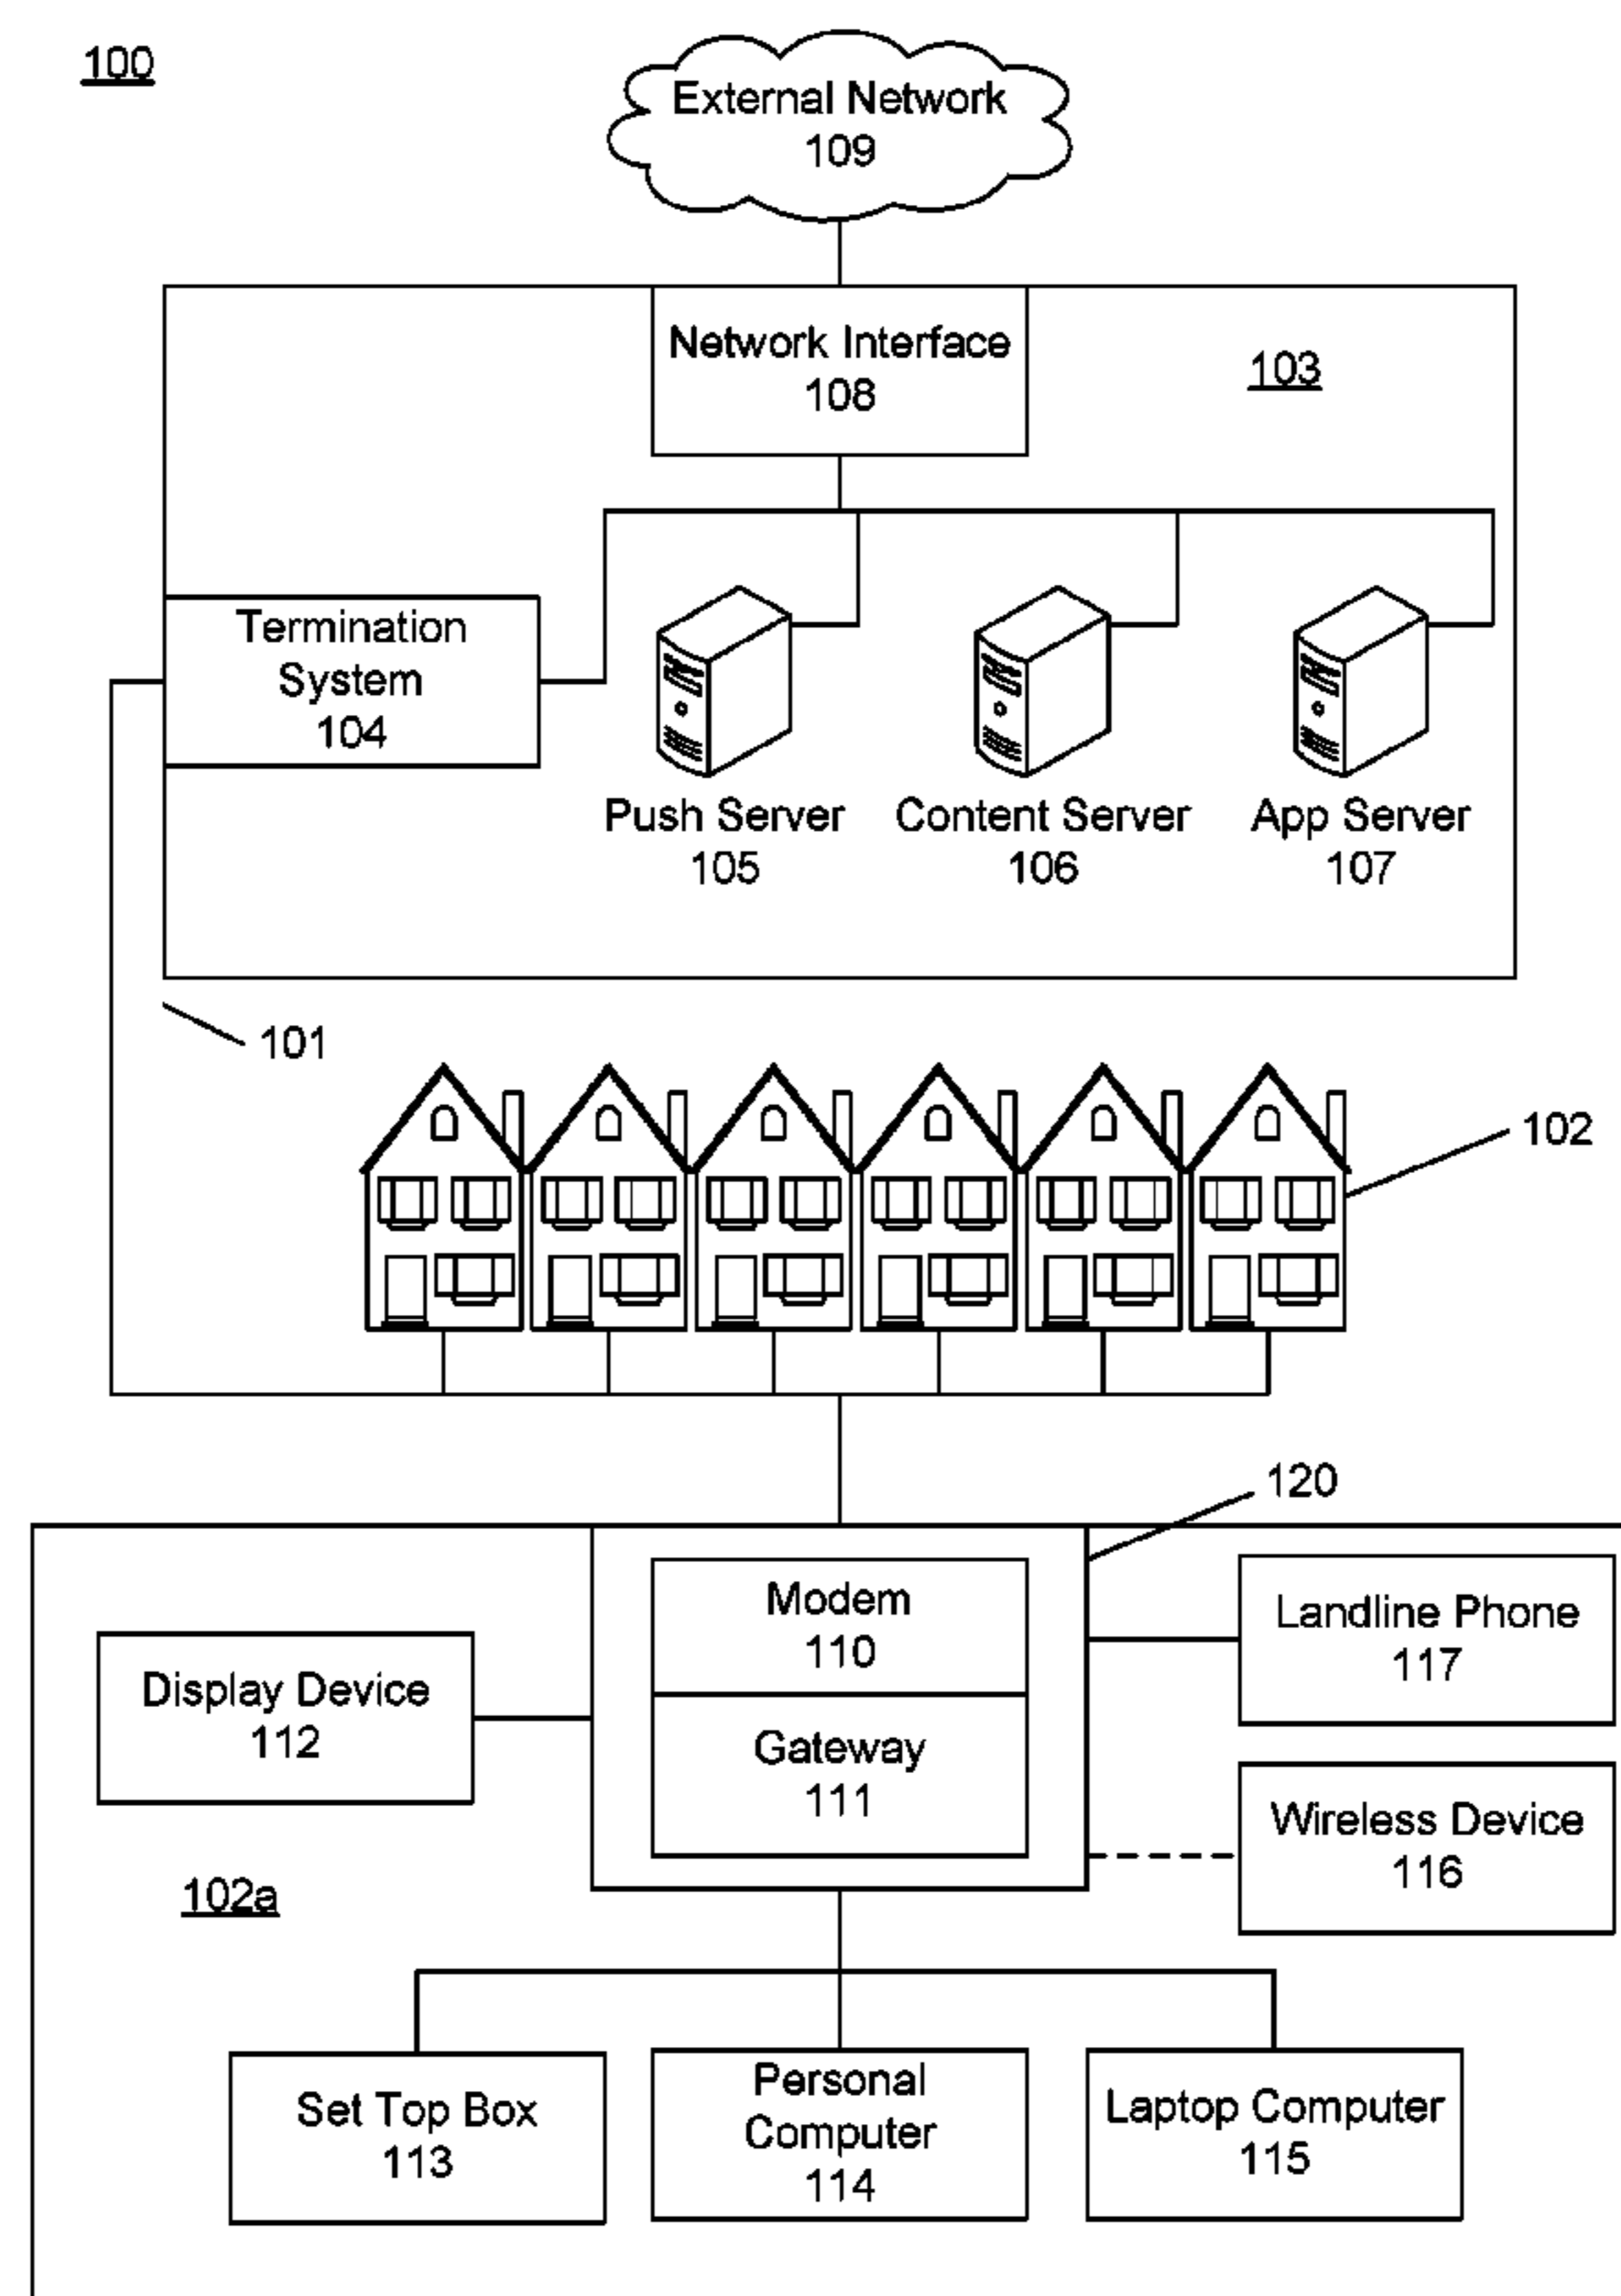 100
External Network
109
Network Interface
108
103
Termination
System
104
Push Server
105
Content Server
106
App Server
107
101
102
120
Modem
110
Gateway
111
Landline Phone
117
Display Device
112
Wireless Device
116
102a
Set Top Box
113
Personal
Computer
114
Laptop Computer
115